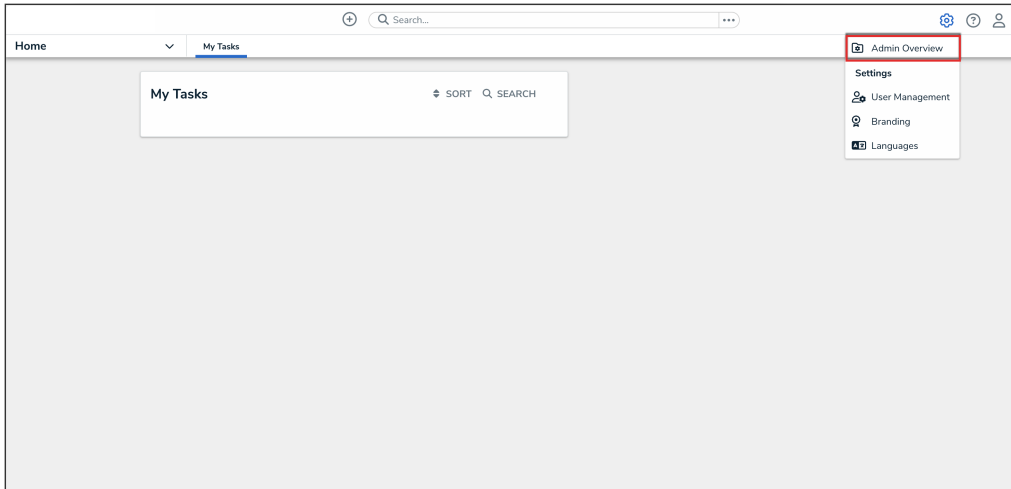 Search...
Home
My Tasks
Admin Overview
Settings
User Management
Branding
Languages
My Tasks
SORT
SEARCH